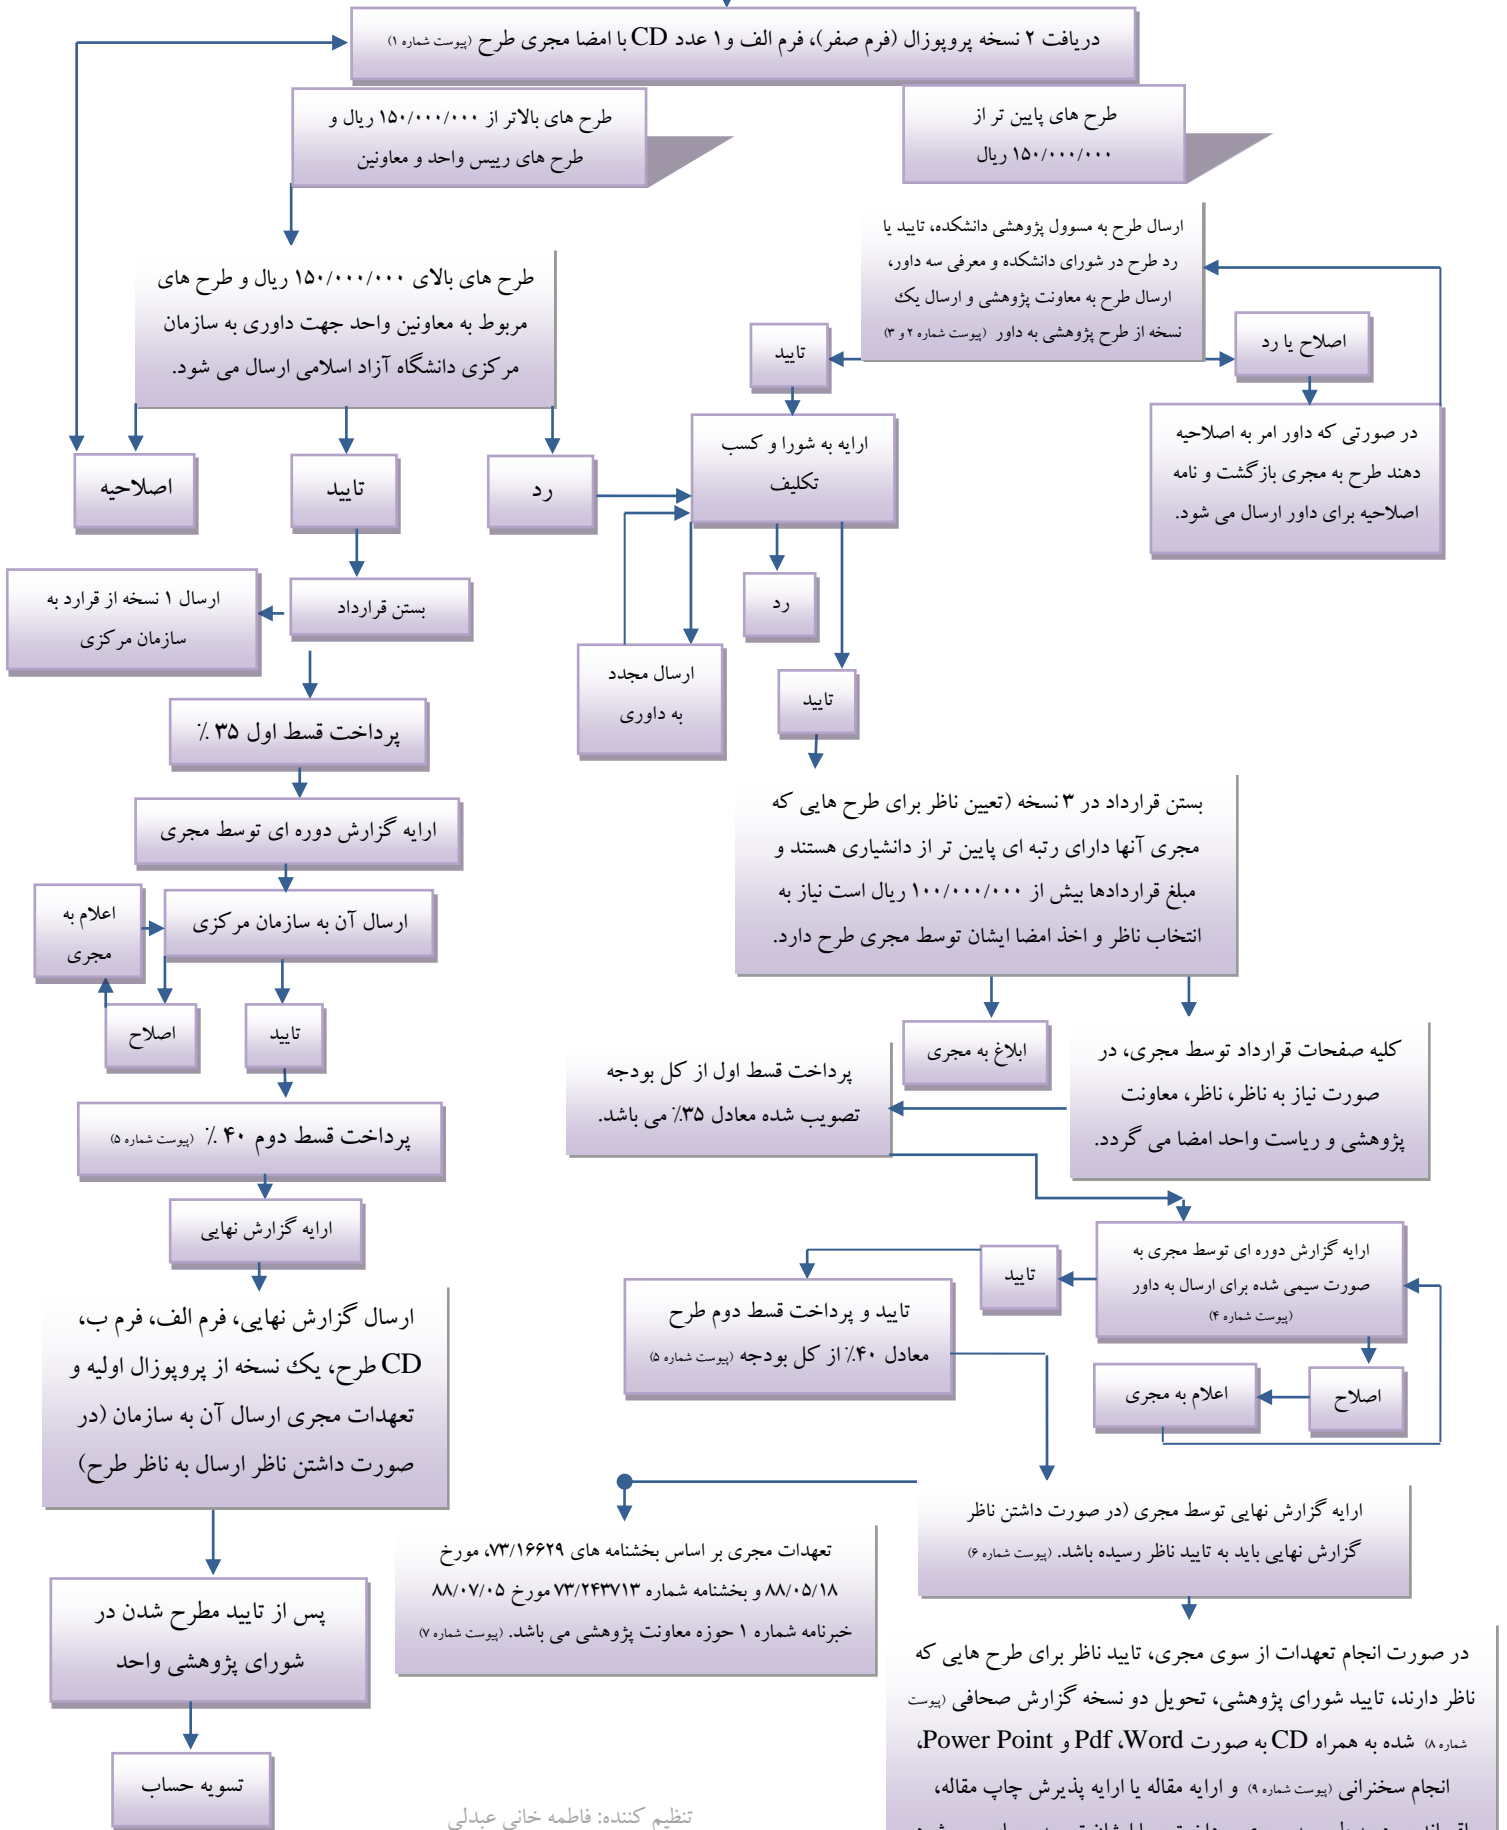 دریافت ۲ نسخه پروپوزال (فرم صفر)، فرم الف و ۱ عدد CD با امضا مجری طرح (پیوست شماره ۱)
طرح های پایین تر از
۱۵۰/۰۰۰/۰۰۰ ریال
طرح های بالاتر از ۱۵۰/۰۰۰/۰۰۰ ریال و
طرح های رییس واحد و معاونین
ارسال طرح به مسوول پژوهشی دانشکده، تایید یا
رد طرح در شورای دانشکده و معرفی سه داور،
ارسال طرح به معاونت پژوهشی و ارسال یک
نسخه از طرح پژوهشی به داور (پیوست شماره ۲ و ۳)
طرح های بالای ۱۵۰/۰۰۰/۰۰۰ ریال و طرح های
مربوط به معاونین واحد جهت داوری به سازمان
مرکزی دانشگاه آزاد اسلامی ارسال می شود.
اصلاح یا رد
تایید
در صورتی که داور امر به اصلاحیه
دهند طرح به مجری بازگشت و نامه
اصلاحیه برای داور ارسال می شود.
ارایه به شورا و کسب
تکلیف
رد
تایید
اصلاحیه
رد
بستن قرارداد
ارسال ۱ نسخه از قرارد به
سازمان مرکزی
ارسال مجدد
به داوری
تایید
پرداخت قسط اول ۳۵ ٪
ارایه گزارش دوره ای توسط مجری
بستن قرارداد در ۳ نسخه (تعیین ناظر برای طرح هایی که
مجری آنها دارای رتبه ای پایین تر از دانشیاری هستند و
مبلغ قراردادها بیش از ۱۰۰/۰۰۰/۰۰۰ ریال است نیاز به
انتخاب ناظر و اخذ امضا ایشان توسط مجری طرح دارد.
ارسال آن به سازمان مرکزی
اعلام به
مجری
تایید
اصلاح
ابلاغ به مجری
کلیه صفحات قرارداد توسط مجری، در
صورت نیاز به ناظر، ناظر، معاونت
پژوهشی و ریاست واحد امضا می گردد.
پرداخت قسط اول از کل بودجه
تصویب شده معادل ۳۵٪ می باشد.
پرداخت قسط دوم ۴۰ ٪ (پیوست شماره ۵)
ارایه گزارش نهایی
ارایه گزارش دوره ای توسط مجری به
صورت سیمی شده برای ارسال به داور
(پیوست شماره ۴)
تایید
تایید و پرداخت قسط دوم طرح
معادل ۴۰٪ از کل بودجه (پیوست شماره ۵)
اصلاح
اعلام به مجری
ارسال گزارش نهایی، فرم الف، فرم ب،
CD طرح، یک نسخه از پروپوزال اولیه و
تعهدات مجری ارسال آن به سازمان (در
صورت داشتن ناظر ارسال به ناظر طرح)
ارایه گزارش نهایی توسط مجری (در صورت داشتن ناظر
گزارش نهایی باید به تایید ناظر رسیده باشد. (پیوست شماره ۶)
تعهدات مجری بر اساس بخشنامه های ۷۳/۱۶۶۲۹، مورخ
۸۸/۰۵/۱۸ و بخشنامه شماره ۷۳/۲۴۳۷۱۳ مورخ ۸۸/۰۷/۰۵
خبرنامه شماره ۱ حوزه معاونت پژوهشی می باشد. (پیوست شماره ۷)
پس از تایید مطرح شدن در
شورای پژوهشی واحد
تسویه حساب
در صورت انجام تعهدات از سوی مجری، تایید ناظر برای طرح هایی که
ناظر دارند، تایید شورای پژوهشی، تحویل دو نسخه گزارش صحافی (پیوست
شماره ۸) شده به همراه CD به صورت Word، Pdf و Power Point،
انجام سخنرانی (پیوست شماره ۹) و ارایه مقاله یا ارایه پذیرش چاپ مقاله،
تنظیم کننده: فاطمه خانی عبدلی